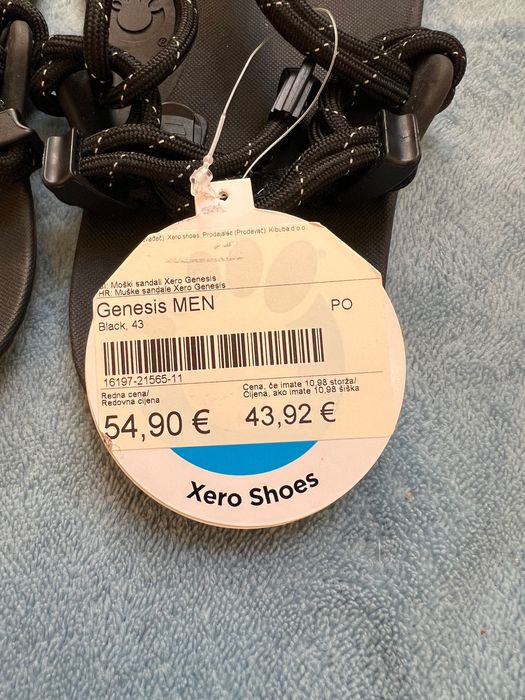 vadač) Xero shoes, Prodajalec (Prodavač): Kibuba d.o.o.
Moški sandali Xero Genesis
HR: Muške sandale Xero Genesis
Genesis MEN
PO
Black, 43
16197-21565-11
Redna cena/
Redovna cijena
54,90 €
Cena, če imate 10,98 storža/
Cijena, ako imate 10,98 šiška
43,92 €
Xero Shoes